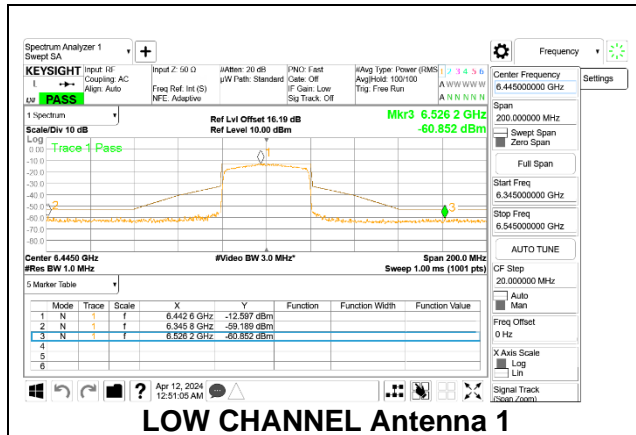 Spectrum Analyzer 1
Swept SA
Frequency
KEYSIGHT
Input: RF
Coupling: AC
Align: Auto
Input Z: 50 Ω
Freq Ref: Int (S)
NFE: Adaptive
#Atten: 20 dB
µW Path: Standard
PNO: Fast
Gate: Off
IF Gain: Low
Sig Track: Off
#Avg Type: Power (RMS
Avg|Hold: 100/100
Trig: Free Run
1 2 3 4 5 6
A W W W W W
A N N N N N
PASS
1 Spectrum
Scale/Div 10 dB
Ref Lvl Offset 16.19 dB
Ref Level 10.00 dBm
Mkr3 6.526 2 GHz
-60.852 dBm
Log
Trace 1 Pass
0.00
-10.0
-20.0
-30.0
-40.0
-50.0
-60.0
-70.0
-80.0
1
2
3
Center 6.4450 GHz
#Res BW 1.0 MHz
#Video BW 3.0 MHz*
Span 200.0 MHz
Sweep 1.00 ms (1001 pts)
5 Marker Table
Mode Trace Scale X Y Function Function Width Function Value
1 N 1 f 6.442 6 GHz -12.597 dBm
2 N 1 f 6.345 8 GHz -59.189 dBm
3 N 1 f 6.526 2 GHz -60.852 dBm
4
5
6
Apr 12, 2024
12:51:05 AM
Center Frequency
6.445000000 GHz
Span
200.000000 MHz
Swept Span
Zero Span
Full Span
Start Freq
6.345000000 GHz
Stop Freq
6.545000000 GHz
AUTO TUNE
CF Step
20.000000 MHz
Auto
Man
Freq Offset
0 Hz
X Axis Scale
Log
Lin
Signal Track
(Span Zoom)
Settings
LOW CHANNEL Antenna 1